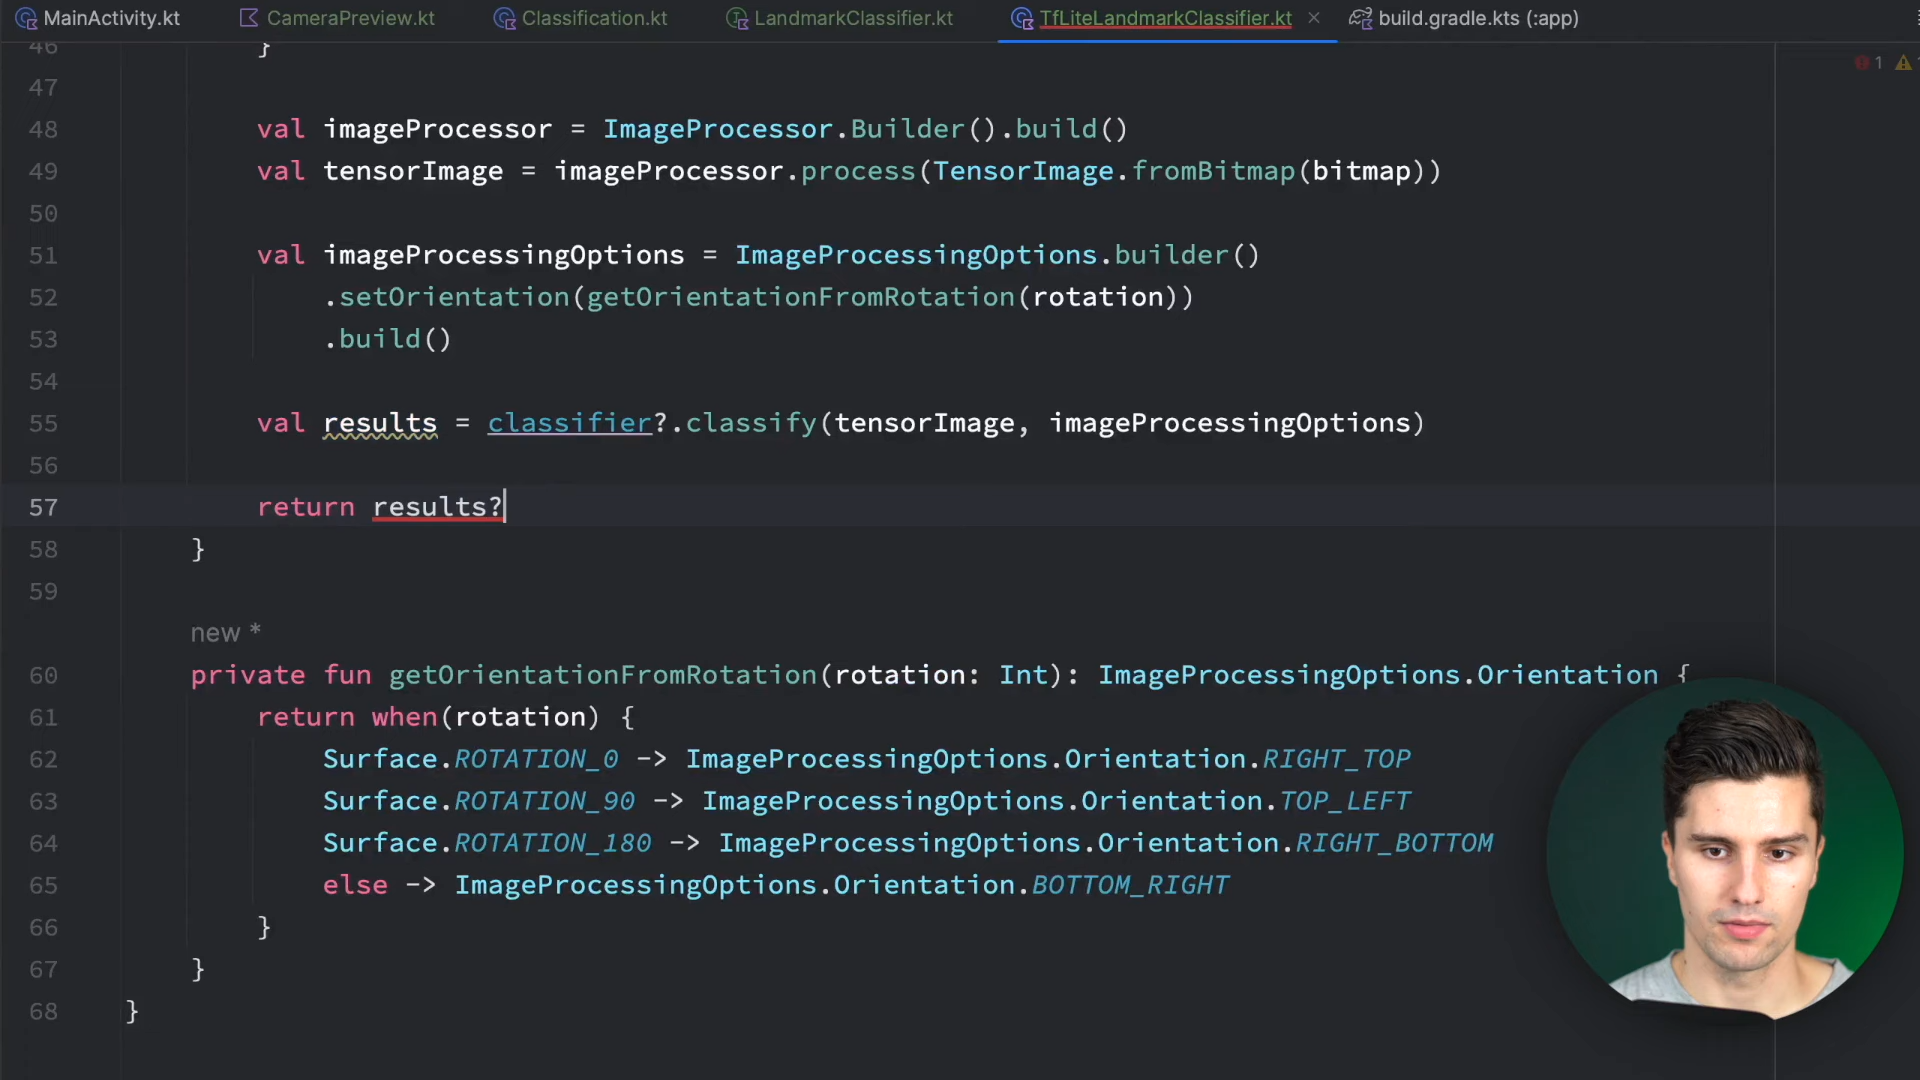 MainActivity.kt CameraPreview.kt Classification.kt LandmarkClassifier.kt TfLiteLandmarkClassifier.kt × build.gradle.kts (:app)
46 }
1
47
48 val imageProcessor = ImageProcessor.Builder().build()
49 val tensorImage = imageProcessor.process(TensorImage.fromBitmap(bitmap))
50
51 val imageProcessingOptions = ImageProcessingOptions.builder()
52 .setOrientation(getOrientationFromRotation(rotation))
53 .build()
54
55 val results = classifier?.classify(tensorImage, imageProcessingOptions)
56
57 return results?
58 }
59
new *
60 private fun getOrientationFromRotation(rotation: Int): ImageProcessingOptions.Orientation {
61 return when(rotation) {
62 Surface.ROTATION_0 -> ImageProcessingOptions.Orientation.RIGHT_TOP
63 Surface.ROTATION_90 -> ImageProcessingOptions.Orientation.TOP_LEFT
64 Surface.ROTATION_180 -> ImageProcessingOptions.Orientation.RIGHT_BOTTOM
65 else -> ImageProcessingOptions.Orientation.BOTTOM_RIGHT
66 }
67 }
68 }